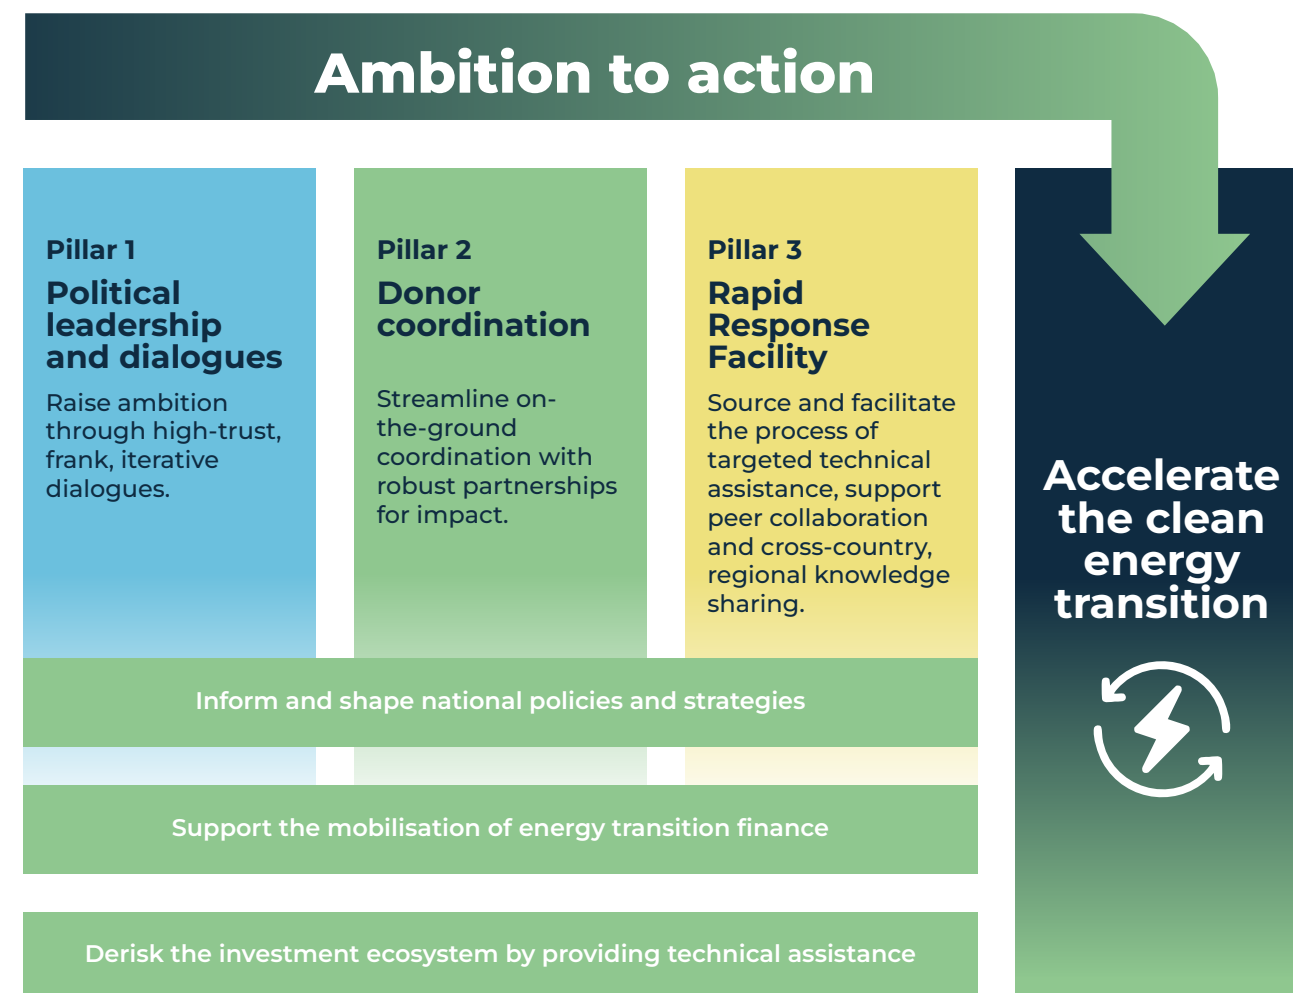 Ambition to action
Pillar 1
Political
leadership
and dialogues
Raise ambition
through high-trust,
frank, iterative
dialogues.
Pillar 2
Donor
coordination
Streamline on-
the-ground
coordination with
robust partnerships
for impact.
Pillar 3
Rapid
Response
Facility
Source and facilitate
the process of
targeted technical
assistance, support
peer collaboration
and cross-country,
regional knowledge
sharing.
Accelerate
the clean
energy
transition
Inform and shape national policies and strategies
Support the mobilisation of energy transition finance
Derisk the investment ecosystem by providing technical assistance